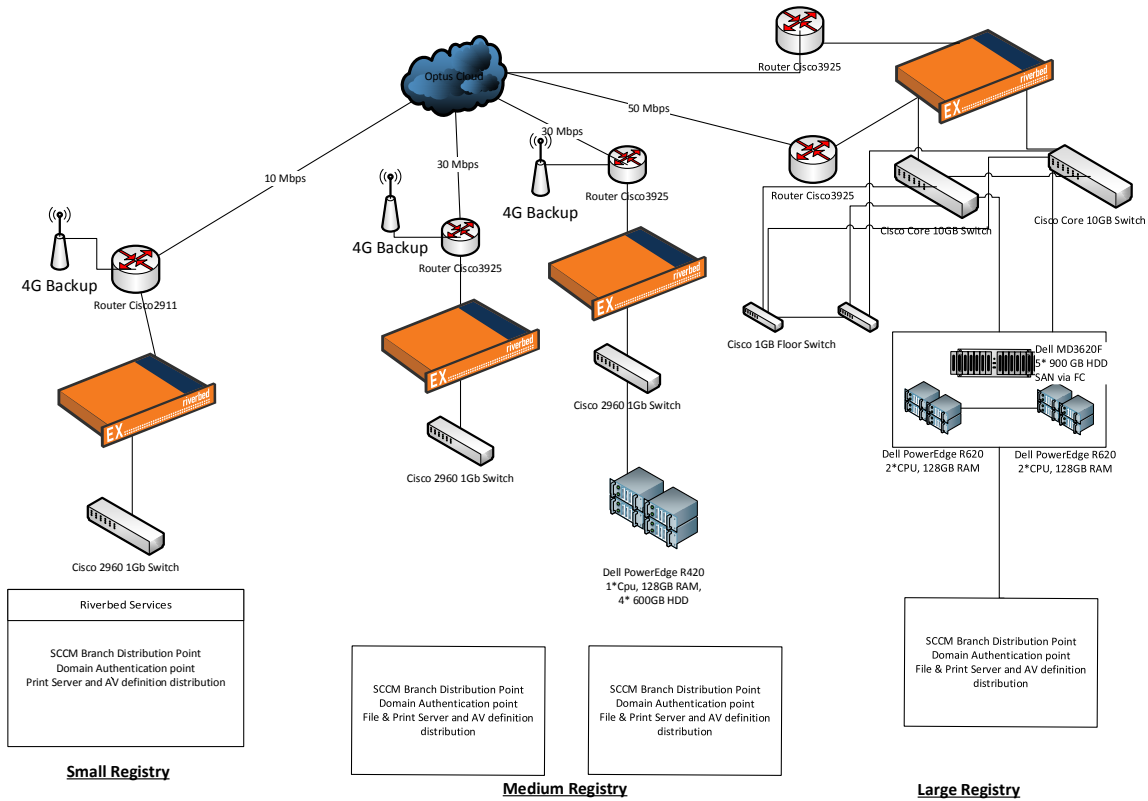 Router Cisco3925
Optus Cloud
riverbed
EX
50 Mbps
30 Mbps
30 Mbps
10 Mbps
4G Backup
Router Cisco3925
Router Cisco3925
4G Backup
Router Cisco3925
4G Backup
Router Cisco2911
Cisco Core 10GB Switch
Cisco Core 10GB Switch
riverbed
EX
riverbed
EX
riverbed
EX
Cisco 1GB Floor Switch
Dell MD3620F
5* 900 GB HDD
SAN via FC
Cisco 2960 1Gb Switch
Cisco 2960 1Gb Switch
Cisco 2960 1Gb Switch
Dell PowerEdge R620
2*CPU, 128GB RAM
Dell PowerEdge R620
2*CPU, 128GB RAM
Dell PowerEdge R420
1*Cpu, 128GB RAM,
4* 600GB HDD
Riverbed Services
SCCM Branch Distribution Point
Domain Authentication point
Print Server and AV definition distribution
SCCM Branch Distribution Point
Domain Authentication point
File & Print Server and AV definition
distribution
SCCM Branch Distribution Point
Domain Authentication point
File & Print Server and AV definition
distribution
SCCM Branch Distribution Point
Domain Authentication point
File & Print Server and AV definition
distribution
Small Registry
Medium Registry
Large Registry